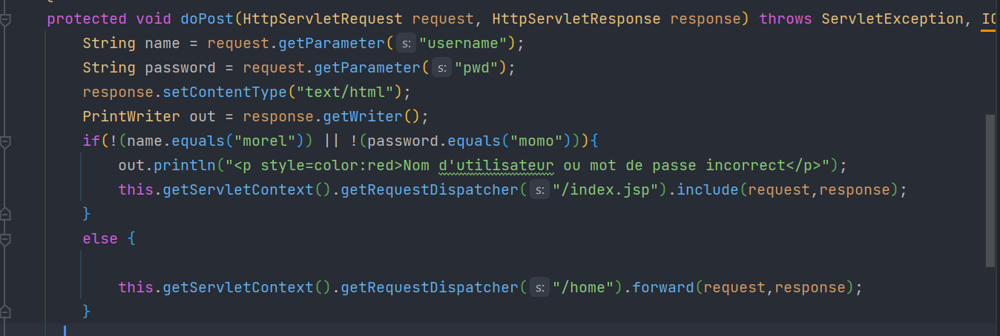 protected void doPost(HttpServletRequest request, HttpServletResponse response) throws ServletException, IO
String name = request.getParameter( s: "username");
String password = request.getParameter( s: "pwd");
response.setContentType("text/html");
PrintWriter out = response.getWriter();
if(!(name.equals("morel")) || !(password.equals("momo"))){
out.println("<p style=color:red>Nom d'utilisateur ou mot de passe incorrect</p>");
this.getServletContext().getRequestDispatcher( s: "/index.jsp").include(request,response);
}
else {
this.getServletContext().getRequestDispatcher( s: "/home").forward(request,response);
}